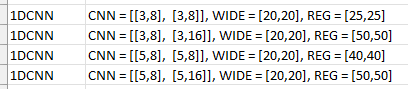 1DCNN CNN = [[3,8], [3,8]], WIDE = [20,20], REG = [25,25]
1DCNN CNN = [[3,8], [3,16]], WIDE = [20,20], REG = [50,50]
1DCNN CNN = [[5,8], [5,8]], WIDE = [20,20], REG = [40,40]
1DCNN CNN = [[5,8], [5,16]], WIDE = [20,20], REG = [50,50]